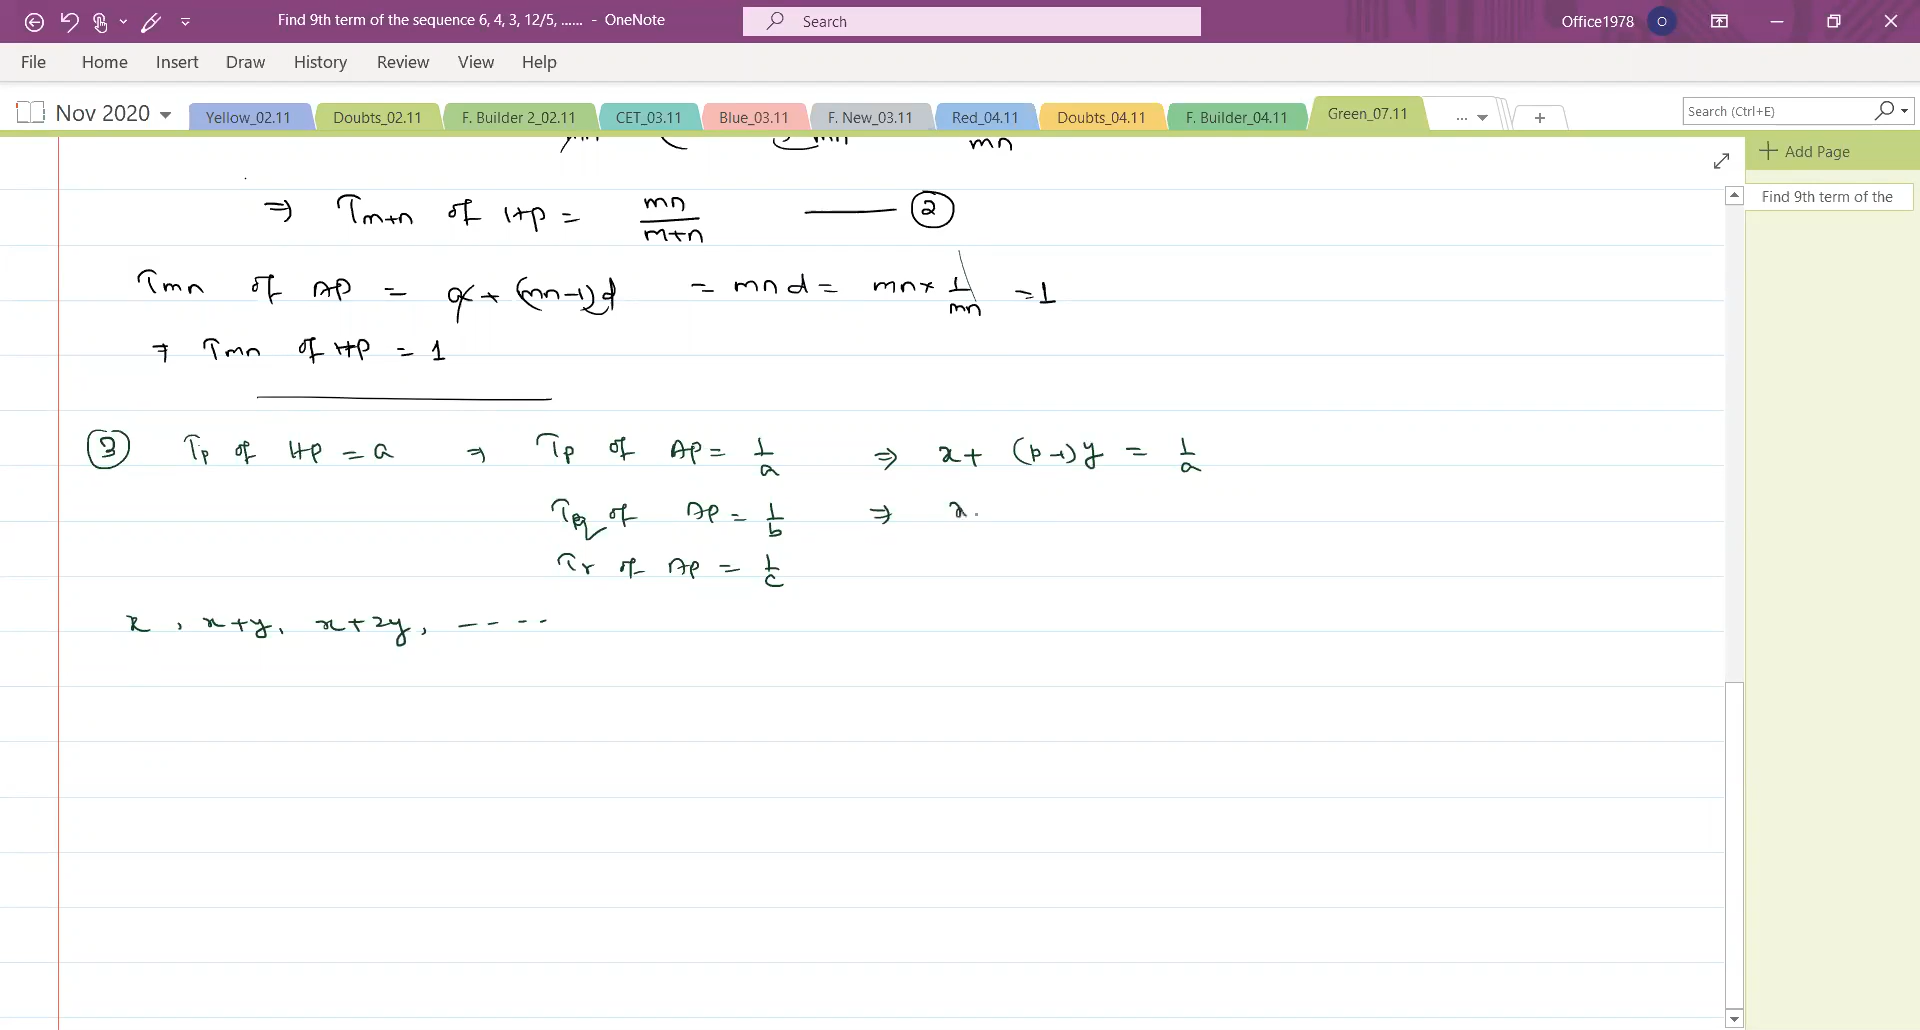 Find 9th term of the sequence 6, 4, 3, 12/5, ...... - OneNote
Search
Office1978 O
File Home Insert Draw History Review View Help
Nov 2020 Yellow_02.11 Doubts_02.11 F. Builder 2_02.11 CET_03.11 Blue_03.11 F. New_03.11 Red_04.11 Doubts_04.11 F. Builder_04.11 Green_07.11 ... + Search (Ctrl+E)
Add Page
Find 9th term of the
mn
⇒ Tm+n of HP = mn/m+n —— ②
Tmn of AP = a + (mn-1)d = mnd = mn × 1/mn = 1
⇒ Tmn of HP = 1
③ Tp of HP = a ⇒ Tp of AP = 1/a ⇒ x + (p-1)y = 1/a
Tq of AP = 1/b ⇒ x
Tr of AP = 1/c
x, x+y, x+2y, ----